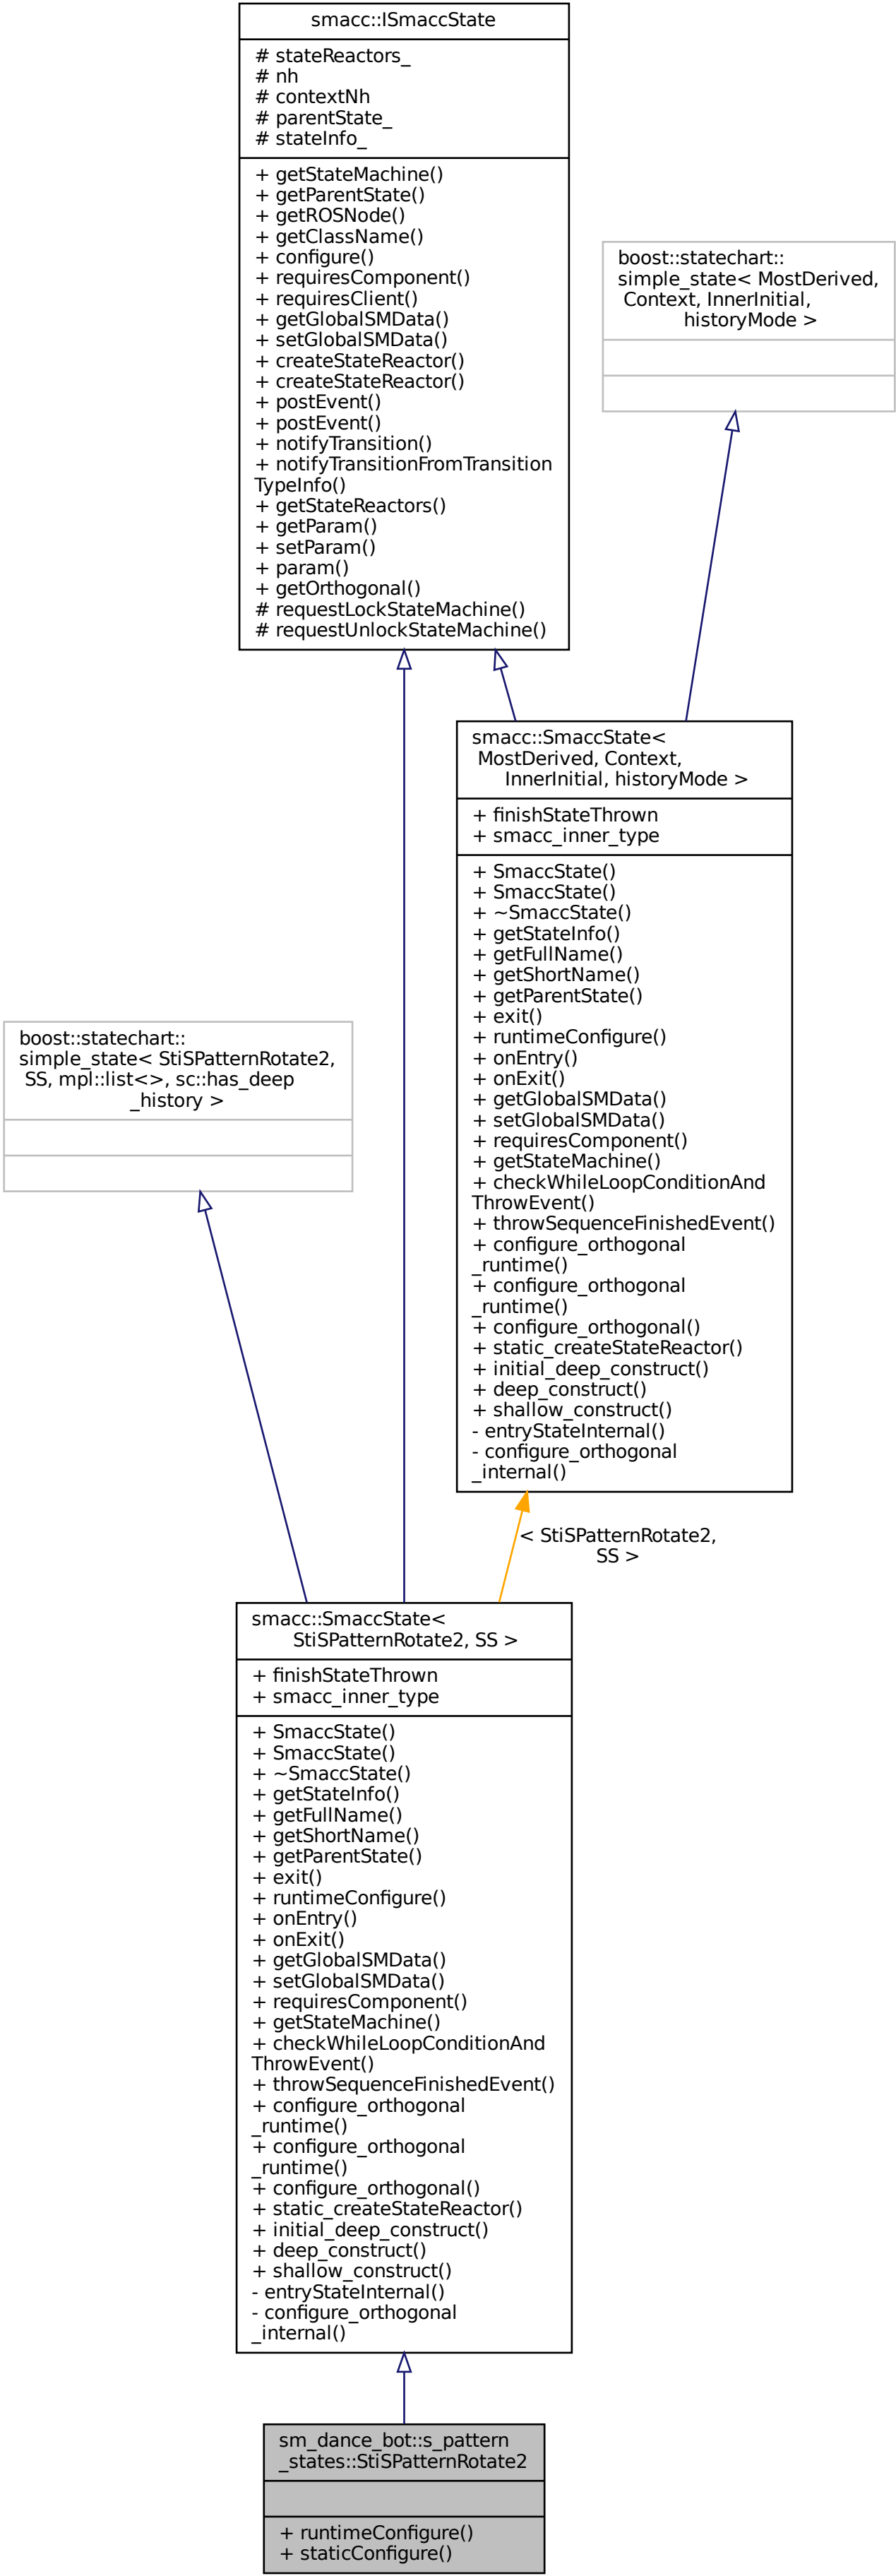 smacc::ISmaccState
# stateReactors_
# nh
# contextNh
# parentState_
# stateInfo_
+ getStateMachine()
+ getParentState()
+ getROSNode()
+ getClassName()
+ configure()
+ requiresComponent()
+ requiresClient()
+ getGlobalSMData()
+ setGlobalSMData()
+ createStateReactor()
+ createStateReactor()
+ postEvent()
+ postEvent()
+ notifyTransition()
+ notifyTransitionFromTransition
TypeInfo()
+ getStateReactors()
+ getParam()
+ setParam()
+ param()
+ getOrthogonal()
# requestLockStateMachine()
# requestUnlockStateMachine()
boost::statechart::
simple_state< MostDerived,
Context, InnerInitial,
historyMode >
smacc::SmaccState<
MostDerived, Context,
InnerInitial, historyMode >
+ finishStateThrown
+ smacc_inner_type
+ SmaccState()
+ SmaccState()
+ ~SmaccState()
+ getStateInfo()
+ getFullName()
+ getShortName()
+ getParentState()
+ exit()
+ runtimeConfigure()
+ onEntry()
+ onExit()
+ getGlobalSMData()
+ setGlobalSMData()
+ requiresComponent()
+ getStateMachine()
+ checkWhileLoopConditionAnd
ThrowEvent()
+ throwSequenceFinishedEvent()
+ configure_orthogonal
_runtime()
+ configure_orthogonal
_runtime()
+ configure_orthogonal()
+ static_createStateReactor()
+ initial_deep_construct()
+ deep_construct()
+ shallow_construct()
- entryStateInternal()
- configure_orthogonal
_internal()
boost::statechart::
simple_state< StiSPatternRotate2,
SS, mpl::list<>, sc::has_deep
_history >
< StiSPatternRotate2,
SS >
smacc::SmaccState<
StiSPatternRotate2, SS >
+ finishStateThrown
+ smacc_inner_type
+ SmaccState()
+ SmaccState()
+ ~SmaccState()
+ getStateInfo()
+ getFullName()
+ getShortName()
+ getParentState()
+ exit()
+ runtimeConfigure()
+ onEntry()
+ onExit()
+ getGlobalSMData()
+ setGlobalSMData()
+ requiresComponent()
+ getStateMachine()
+ checkWhileLoopConditionAnd
ThrowEvent()
+ throwSequenceFinishedEvent()
+ configure_orthogonal
_runtime()
+ configure_orthogonal
_runtime()
+ configure_orthogonal()
+ static_createStateReactor()
+ initial_deep_construct()
+ deep_construct()
+ shallow_construct()
- entryStateInternal()
- configure_orthogonal
_internal()
sm_dance_bot::s_pattern
_states::StiSPatternRotate2
+ runtimeConfigure()
+ staticConfigure()